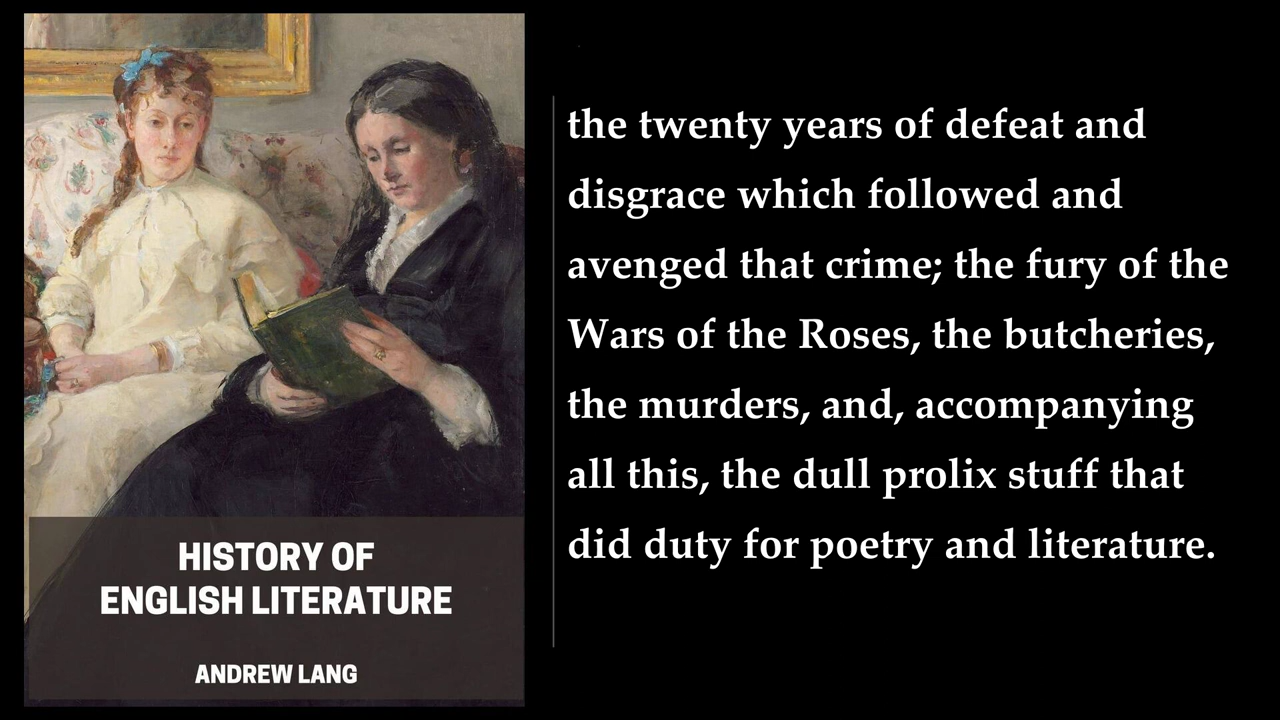 HISTORY OF
ENGLISH LITERATURE
ANDREW LANG
the twenty years of defeat and
disgrace which followed and
avenged that crime; the fury of the
Wars of the Roses, the butcheries,
the murders, and, accompanying
all this, the dull prolix stuff that
did duty for poetry and literature.